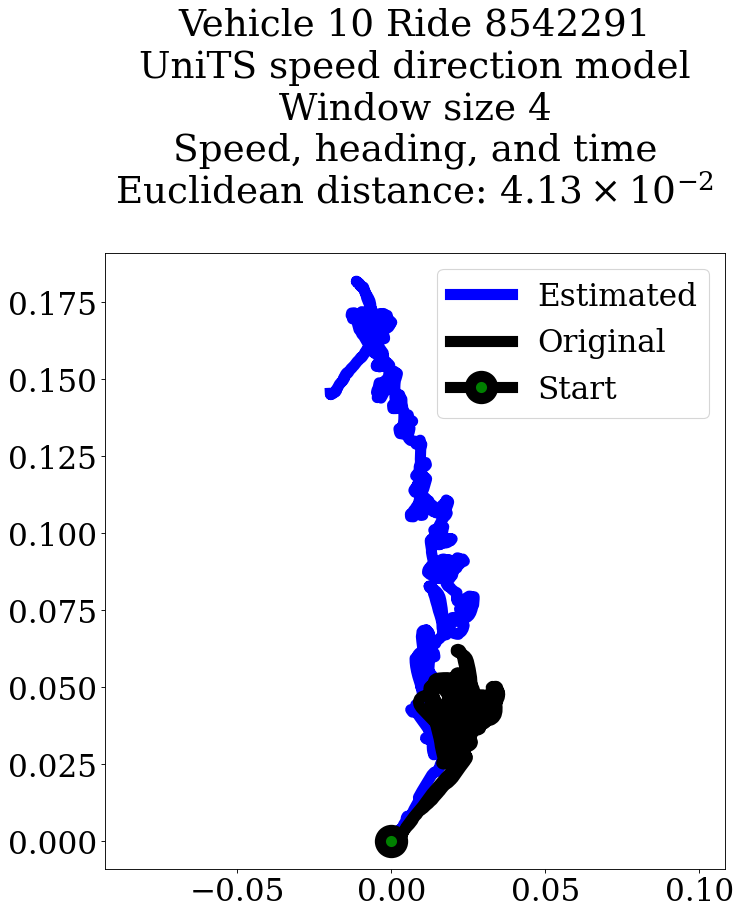 Vehicle 10 Ride 8542291
UniTS speed direction model
Window size 4
Speed, heading, and time
Euclidean distance: 4.13 × 10⁻²
Estimated
Original
Start
0.175
0.150
0.125
0.100
0.075
0.050
0.025
0.000
−0.05 0.00 0.05 0.10